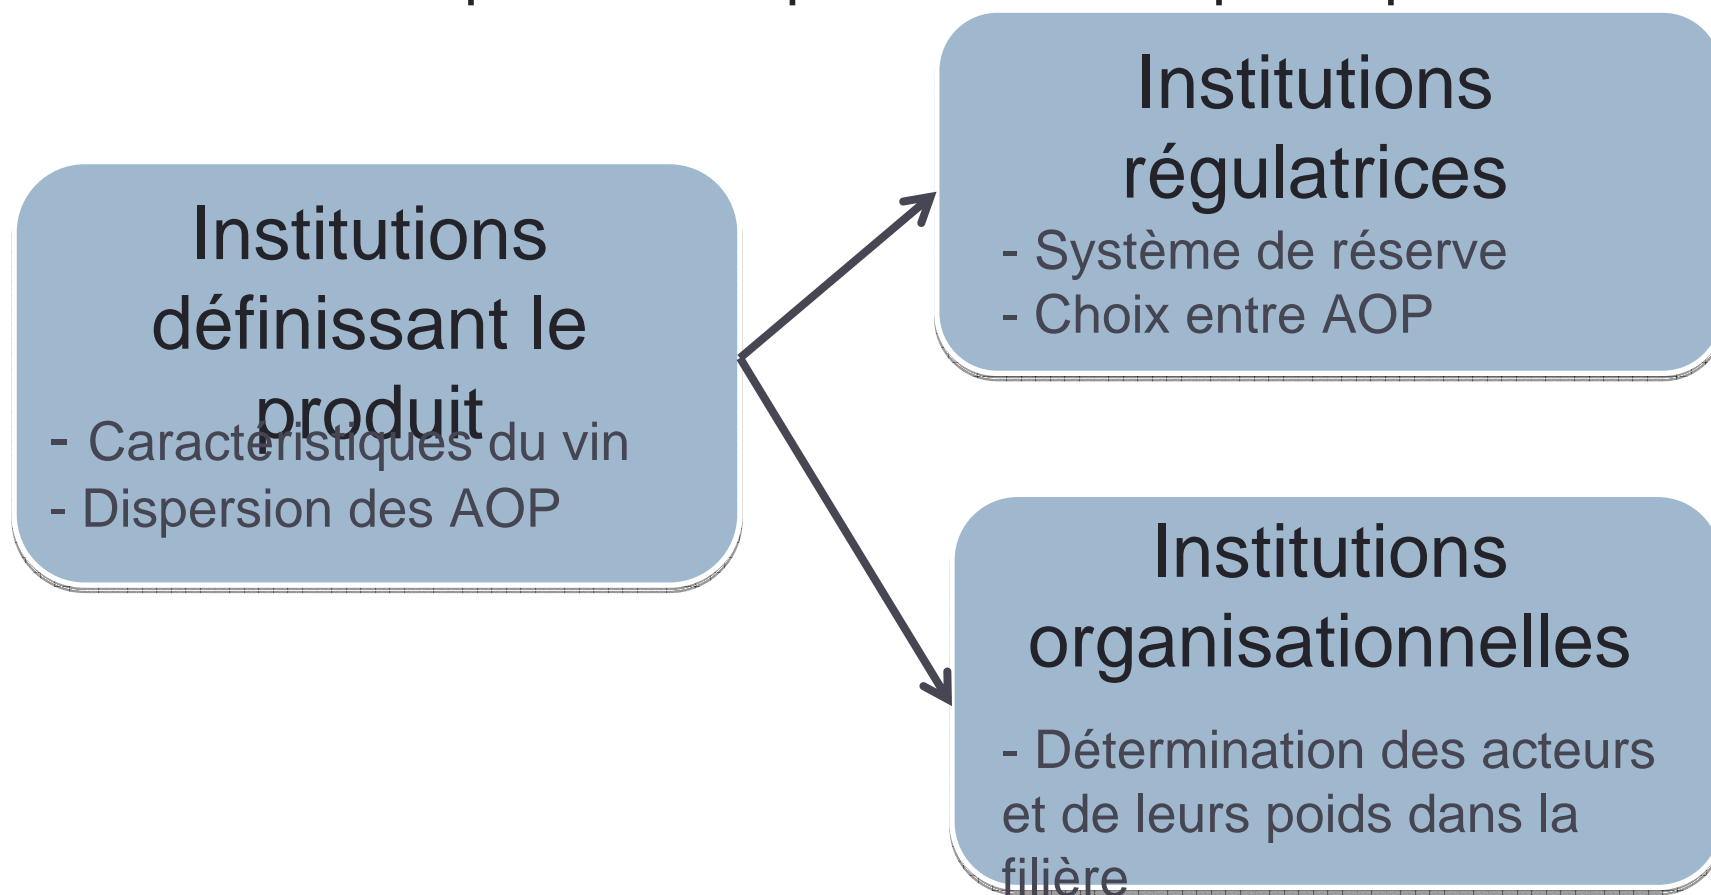 Institutions
définissant le
produit
- Caractéristiques du vin
- Dispersion des AOP
Institutions
régulatrices
- Système de réserve
- Choix entre AOP
Institutions
organisationnelles
- Détermination des acteurs
et de leurs poids dans la
filière